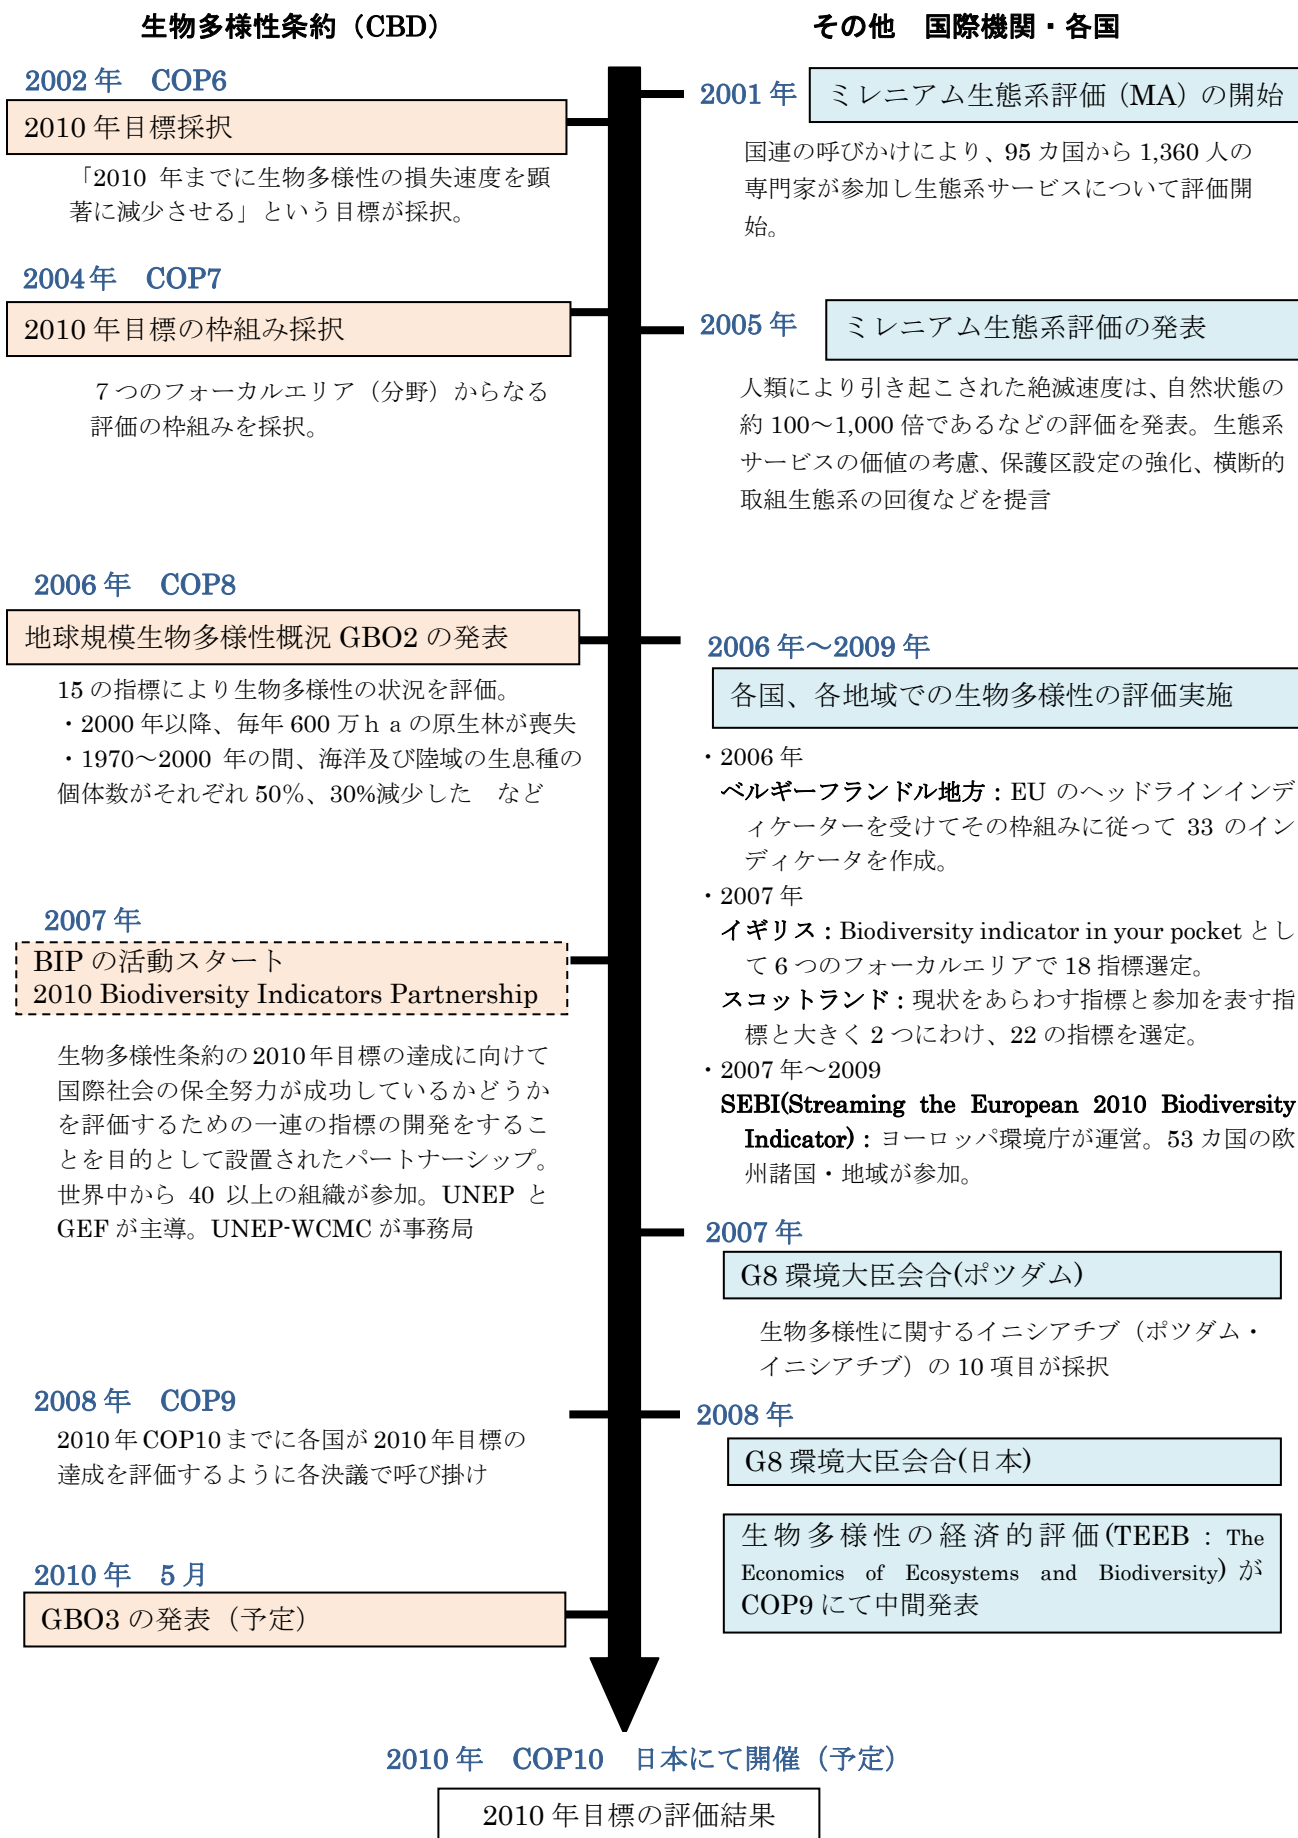 生物多様性条約（CBD）
2002 年　COP6
2010 年目標採択
「2010 年までに生物多様性の損失速度を顕
著に減少させる」という目標が採択。
2004年　COP7
2010 年目標の枠組み採択
７つのフォーカルエリア（分野）からなる
評価の枠組みを採択。
2006 年　COP8
地球規模生物多様性概況 GBO2 の発表
15 の指標により生物多様性の状況を評価。
・2000 年以降、毎年 600 万ｈａの原生林が喪失
・1970～2000 年の間、海洋及び陸域の生息種の
個体数がそれぞれ 50％、30%減少した　など
2007 年
BIP の活動スタート
2010 Biodiversity Indicators Partnership
生物多様性条約の 2010 年目標の達成に向けて
国際社会の保全努力が成功しているかどうか
を評価するための一連の指標の開発をするこ
とを目的として設置されたパートナーシップ。
世界中から 40 以上の組織が参加。UNEP と
GEF が主導。UNEP-WCMC が事務局
2008 年　COP9
2010 年 COP10 までに各国が 2010 年目標の
達成を評価するように各決議で呼び掛け
2010 年　5 月
GBO3 の発表（予定）
その他　国際機関・各国
2001 年
ミレニアム生態系評価（MA）の開始
国連の呼びかけにより、95 カ国から 1,360 人の
専門家が参加し生態系サービスについて評価開
始。
2005 年
ミレニアム生態系評価の発表
人類により引き起こされた絶滅速度は、自然状態の
約 100～1,000 倍であるなどの評価を発表。生態系
サービスの価値の考慮、保護区設定の強化、横断的
取組生態系の回復などを提言
2006 年～2009 年
各国、各地域での生物多様性の評価実施
・2006 年
ベルギーフランドル地方：EU のヘッドラインインデ
ィケーターを受けてその枠組みに従って 33 のイン
ディケータを作成。
・2007 年
イギリス：Biodiversity indicator in your pocket とし
て 6 つのフォーカルエリアで 18 指標選定。
スコットランド：現状をあらわす指標と参加を表す指
標と大きく 2 つにわけ、22 の指標を選定。
・2007 年～2009
SEBI(Streaming the European 2010 Biodiversity
Indicator)：ヨーロッパ環境庁が運営。53 カ国の欧
州諸国・地域が参加。
2007 年
G8 環境大臣会合(ポツダム)
生物多様性に関するイニシアチブ（ポツダム・
イニシアチブ）の 10 項目が採択
2008 年
G8 環境大臣会合(日本)
生物多様性の経済的評価(TEEB：The
Economics of Ecosystems and Biodiversity) が
COP9 にて中間発表
2010 年　COP10　日本にて開催（予定）
2010 年目標の評価結果